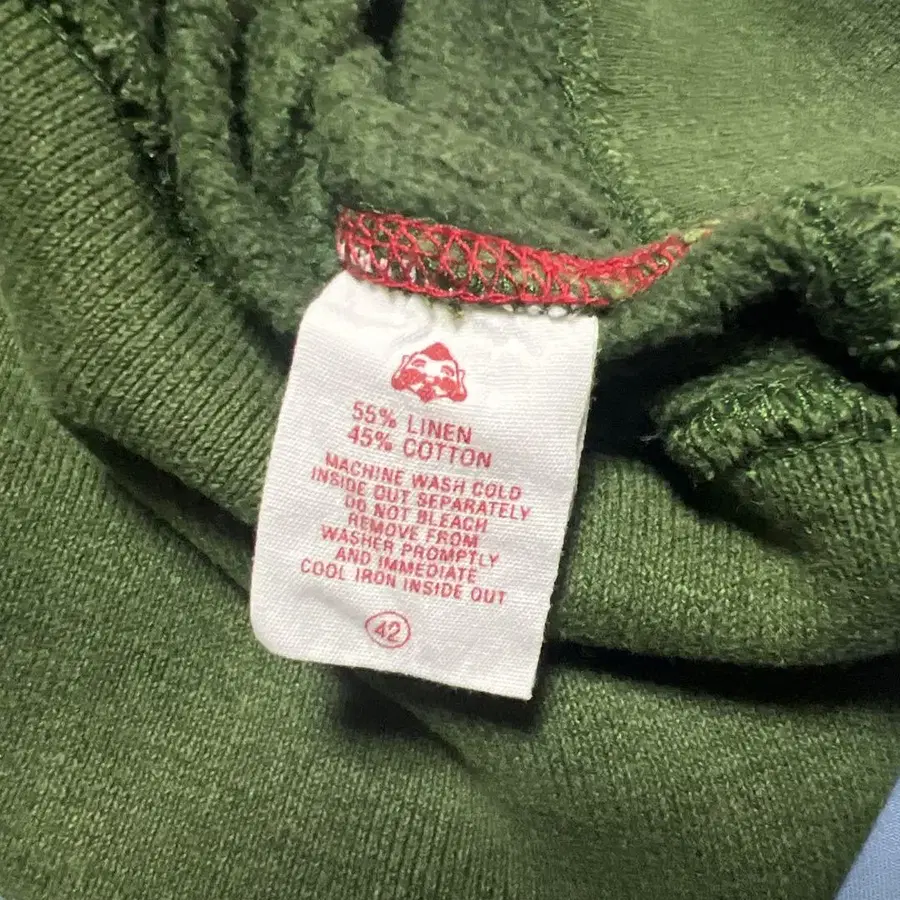 55% LINEN
45% COTTON
MACHINE WASH COLD
INSIDE OUT SEPARATELY
DO NOT BLEACH
REMOVE FROM
WASHER PROMPTLY
AND IMMEDIATE
COOL IRON INSIDE OUT
42